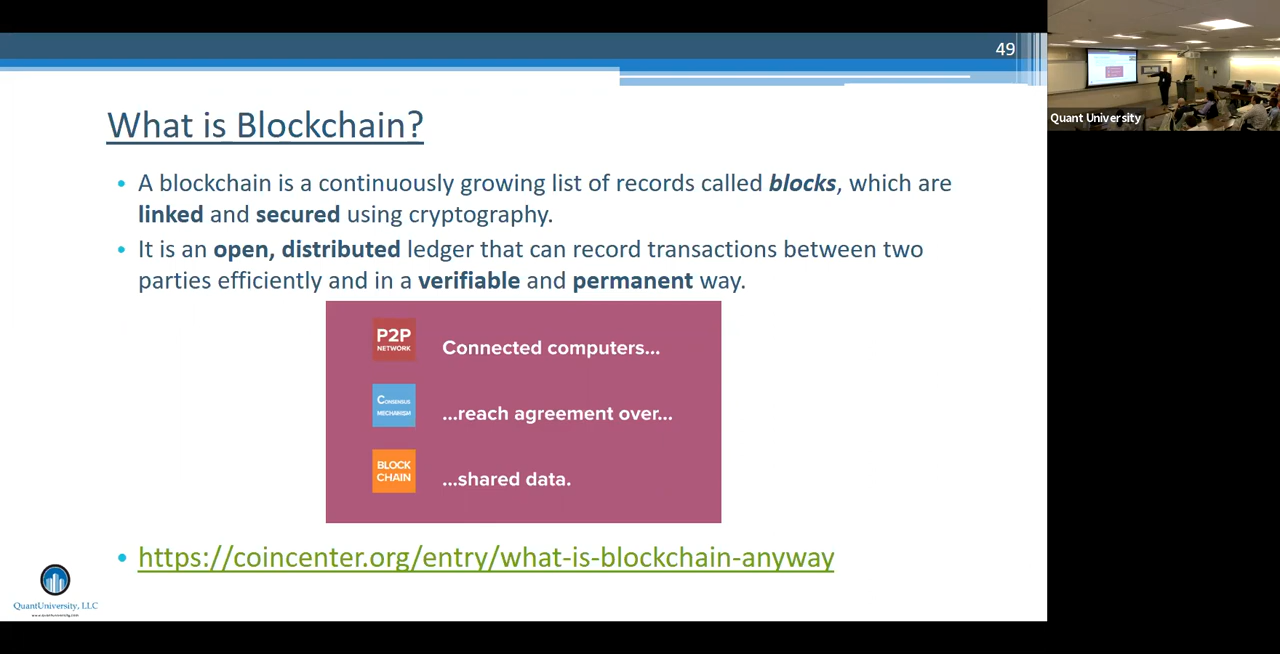 49
Quant University
What is Blockchain?
• A blockchain is a continuously growing list of records called blocks, which are
linked and secured using cryptography.
• It is an open, distributed ledger that can record transactions between two
parties efficiently and in a verifiable and permanent way.
P2P
NETWORK
Connected computers...
CONSENSUS
MECHANISM
...reach agreement over...
BLOCK
CHAIN
...shared data.
• https://coincenter.org/entry/what-is-blockchain-anyway
QuantUniversity, LLC